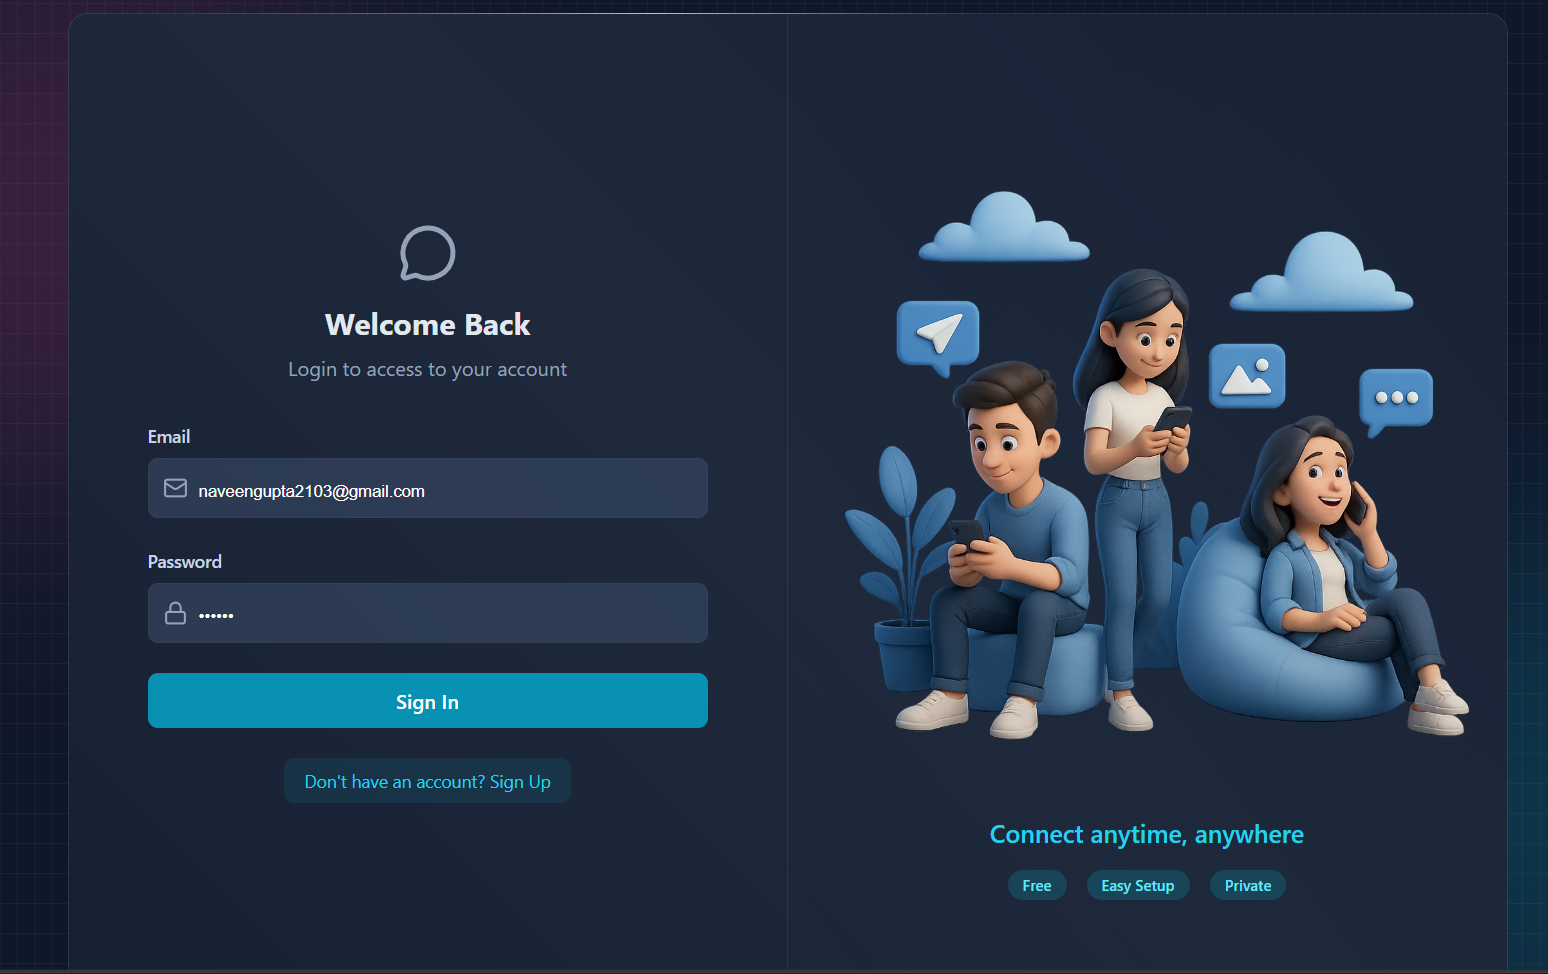 Welcome Back
Login to access to your account
Email
naveengupta2103@gmail.com
Password
••••••
Sign In
Don't have an account? Sign Up
Connect anytime, anywhere
Free
Easy Setup
Private